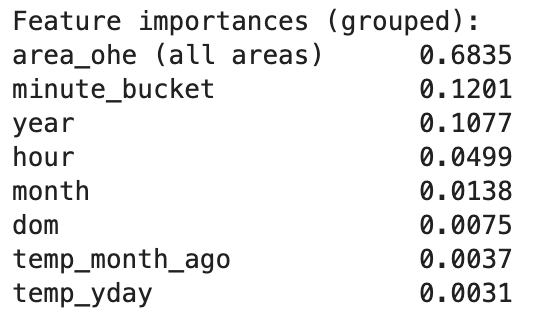 Feature importances (grouped):
area_ohe (all areas)      0.6835
minute_bucket             0.1201
year                      0.1077
hour                      0.0499
month                     0.0138
dom                       0.0075
temp_month_ago            0.0037
temp_yday                 0.0031